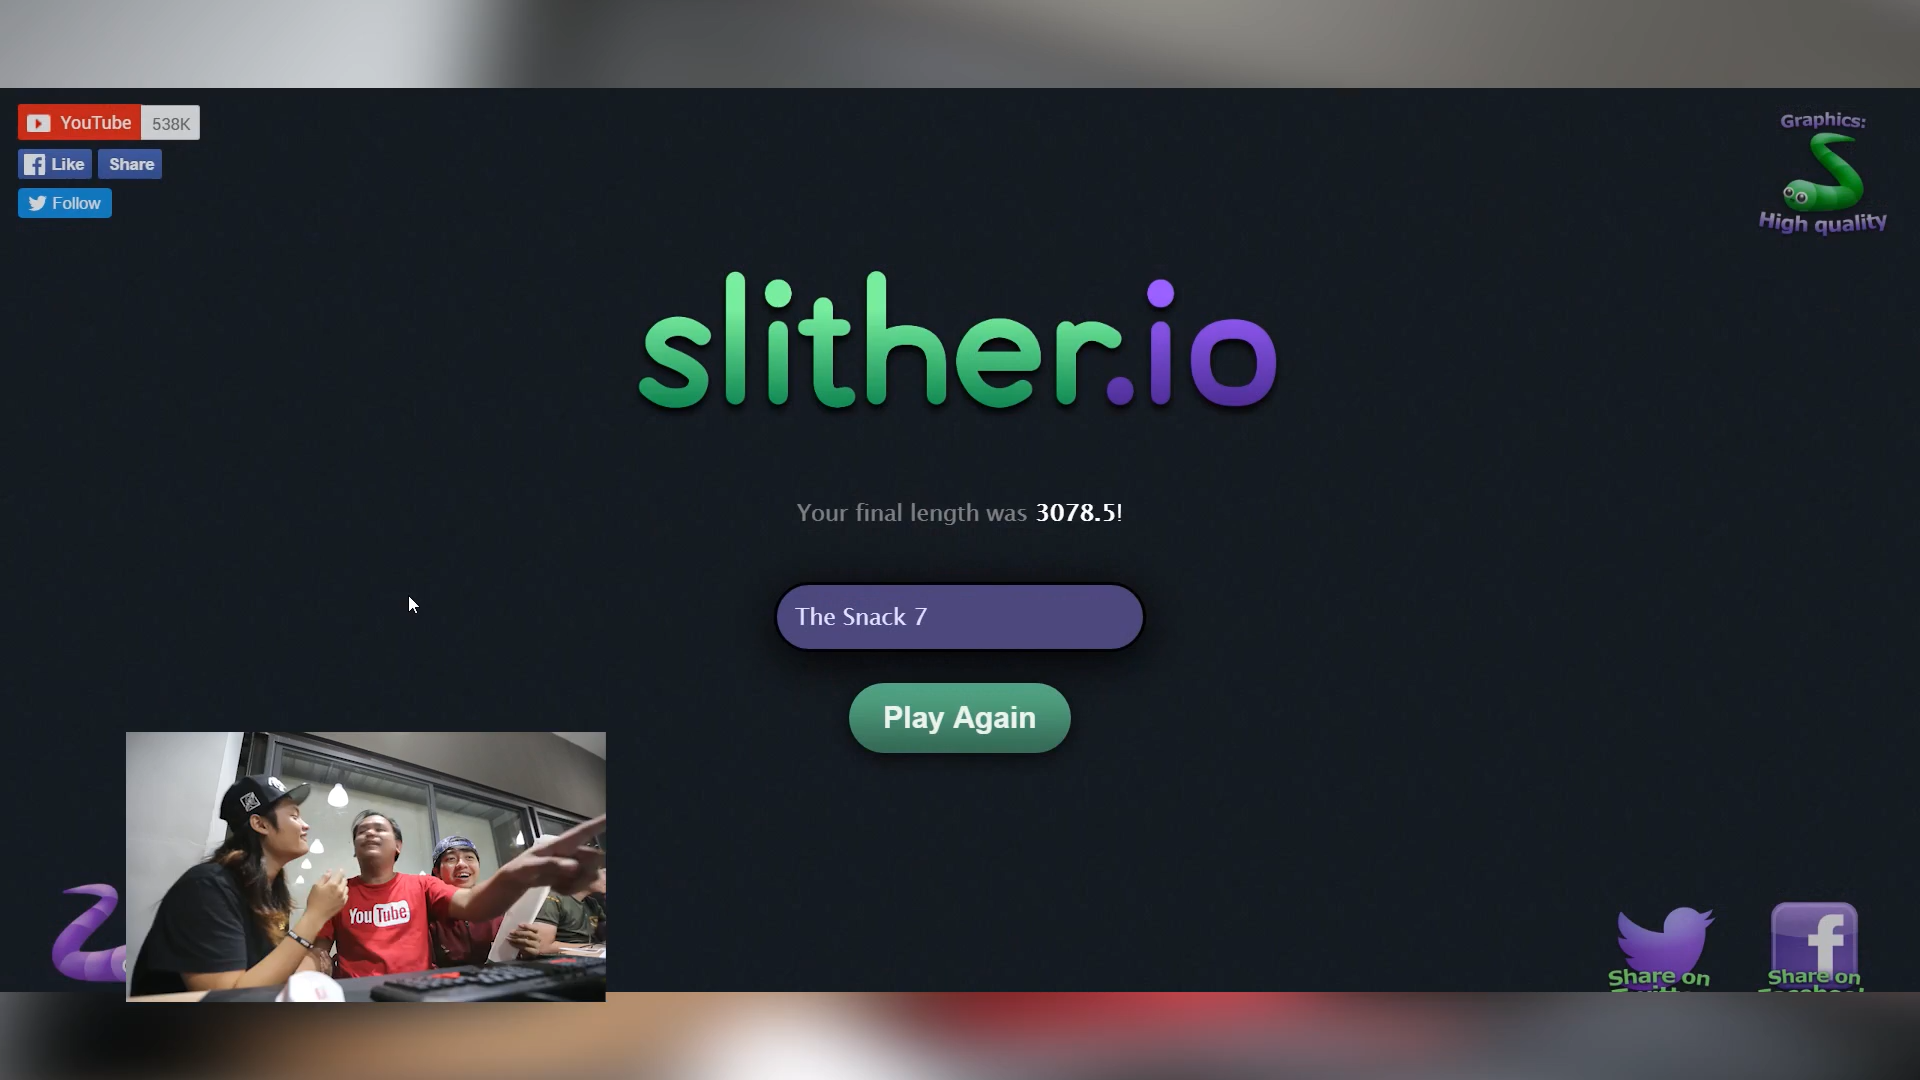 YouTube 538K
Like Share
Follow
Graphics:
High quality
slither.io
Your final length was 3078.5!
The Snack 7
Play Again
YouTube
Share on
Share on